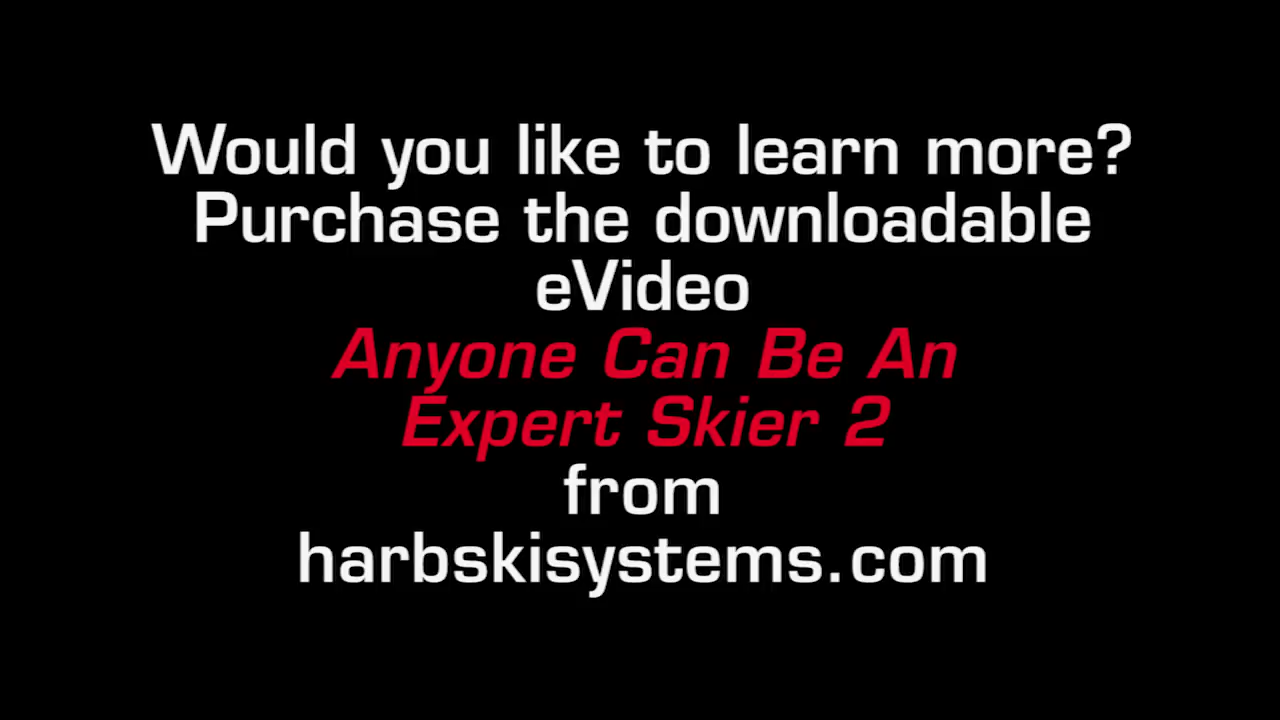 Would you like to learn more?
Purchase the downloadable
eVideo
Anyone Can Be An
Expert Skier 2
from
harbskisystems.com